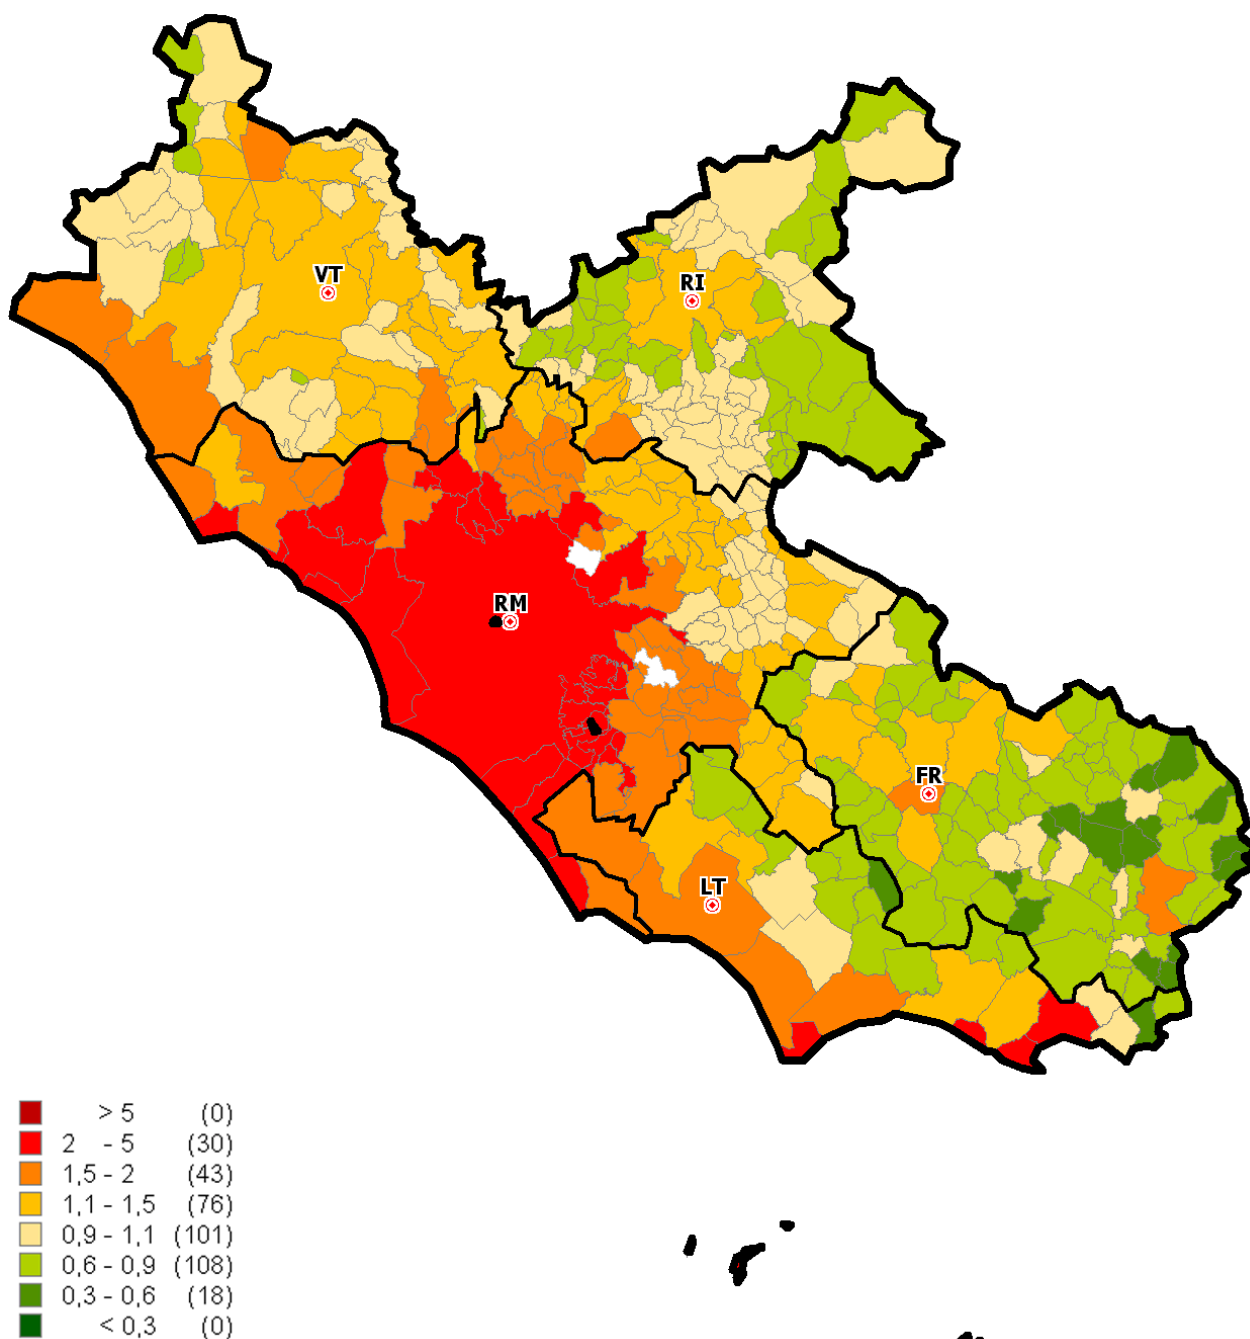 VT
RI
RM
FR
LT
> 5 (0)
2 - 5 (30)
1,5 - 2 (43)
1,1 - 1,5 (76)
0,9 - 1,1 (101)
0,6 - 0,9 (108)
0,3 - 0,6 (18)
< 0,3 (0)